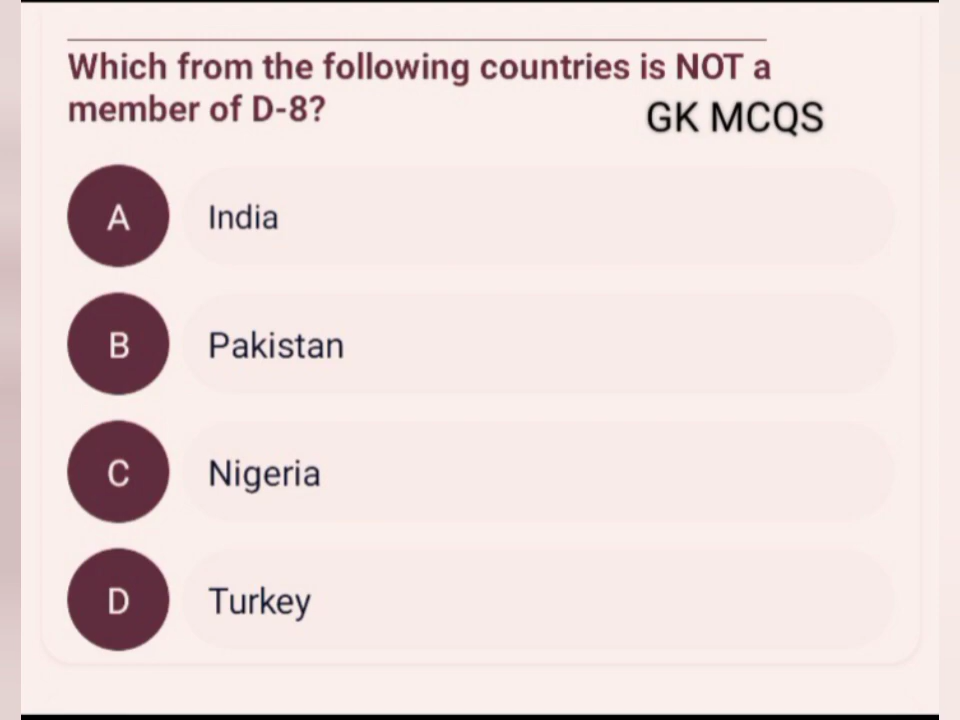 Which from the following countries is NOT a
member of D-8?
GK MCQS
A India
B Pakistan
C Nigeria
D Turkey